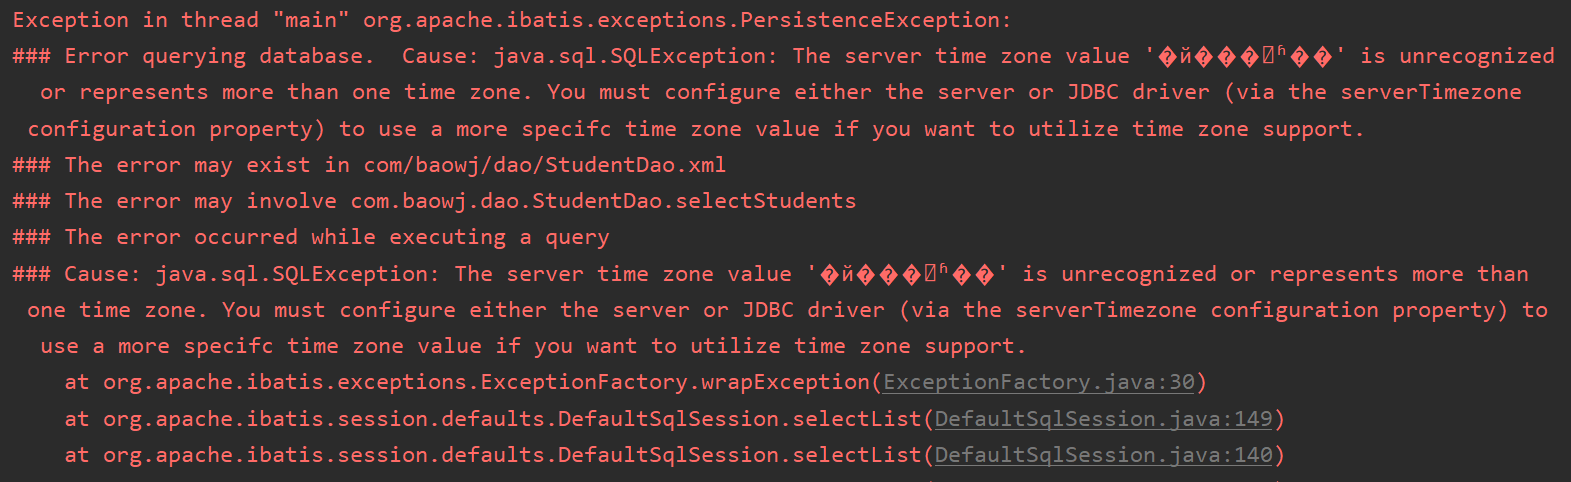 Exception in thread "main" org.apache.ibatis.exceptions.PersistenceException:
### Error querying database.  Cause: java.sql.SQLException: The server time zone value '�й���׼ʱ��' is unrecognized
or represents more than one time zone. You must configure either the server or JDBC driver (via the serverTimezone
configuration property) to use a more specifc time zone value if you want to utilize time zone support.
### The error may exist in com/baowj/dao/StudentDao.xml
### The error may involve com.baowj.dao.StudentDao.selectStudents
### The error occurred while executing a query
### Cause: java.sql.SQLException: The server time zone value '�й���׼ʱ��' is unrecognized or represents more than
one time zone. You must configure either the server or JDBC driver (via the serverTimezone configuration property) to
use a more specifc time zone value if you want to utilize time zone support.
at org.apache.ibatis.exceptions.ExceptionFactory.wrapException(ExceptionFactory.java:30)
at org.apache.ibatis.session.defaults.DefaultSqlSession.selectList(DefaultSqlSession.java:149)
at org.apache.ibatis.session.defaults.DefaultSqlSession.selectList(DefaultSqlSession.java:140)